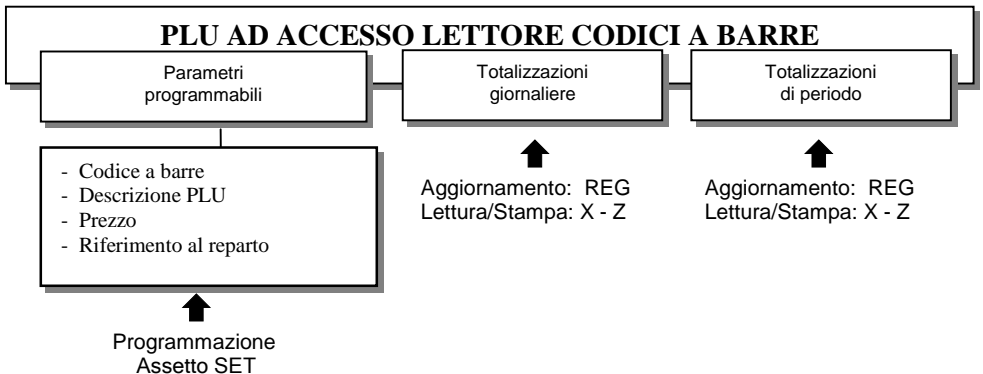 PLU AD ACCESSO LETTORE CODICI A BARRE
Parametri
programmabili
Totalizzazioni
giornaliere
Totalizzazioni
di periodo
- Codice a barre
- Descrizione PLU
- Prezzo
- Riferimento al reparto
Aggiornamento: REG
Lettura/Stampa: X - Z
Aggiornamento: REG
Lettura/Stampa: X - Z
Programmazione
Assetto SET